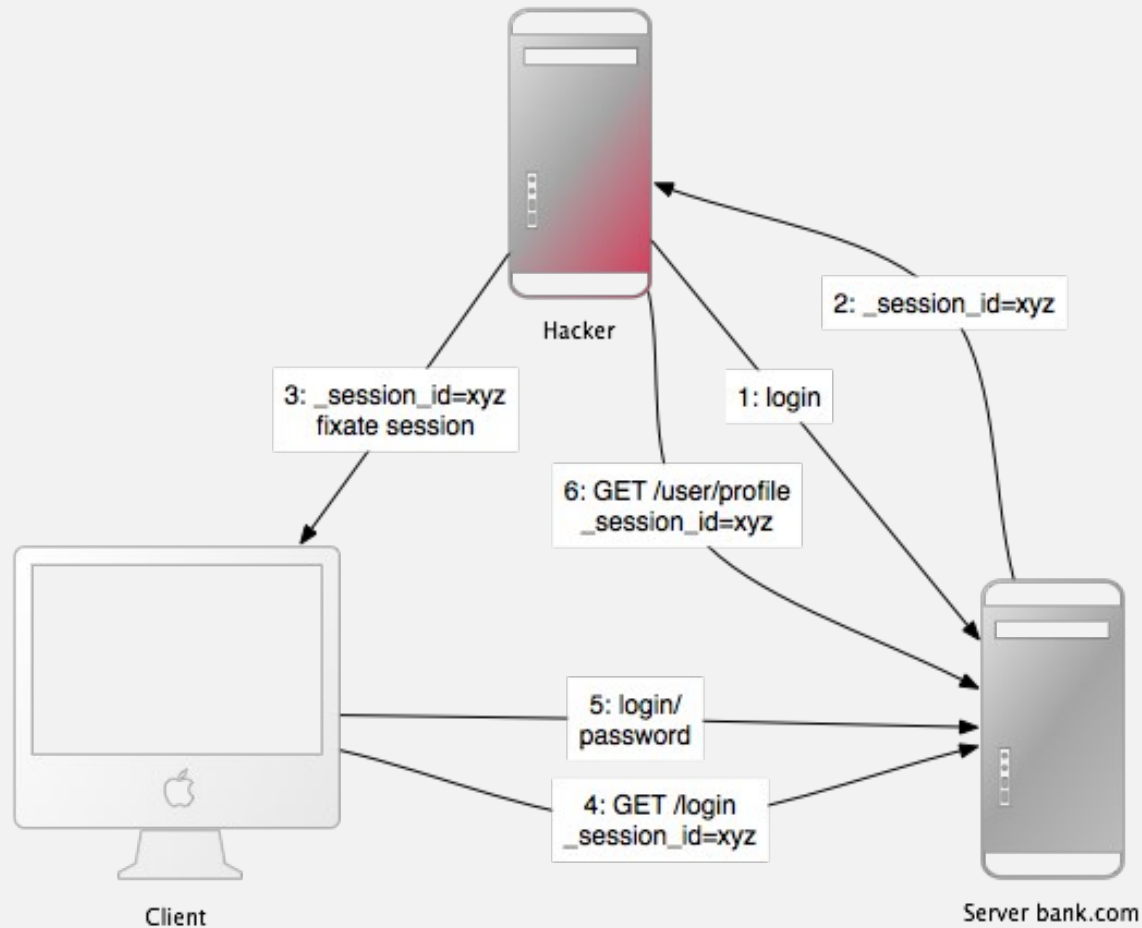 Hacker
2: _session_id=xyz
3: _session_id=xyz
fixate session
1: login
6: GET /user/profile
_session_id=xyz
5: login/
password
4: GET /login
_session_id=xyz
Client
Server bank.com